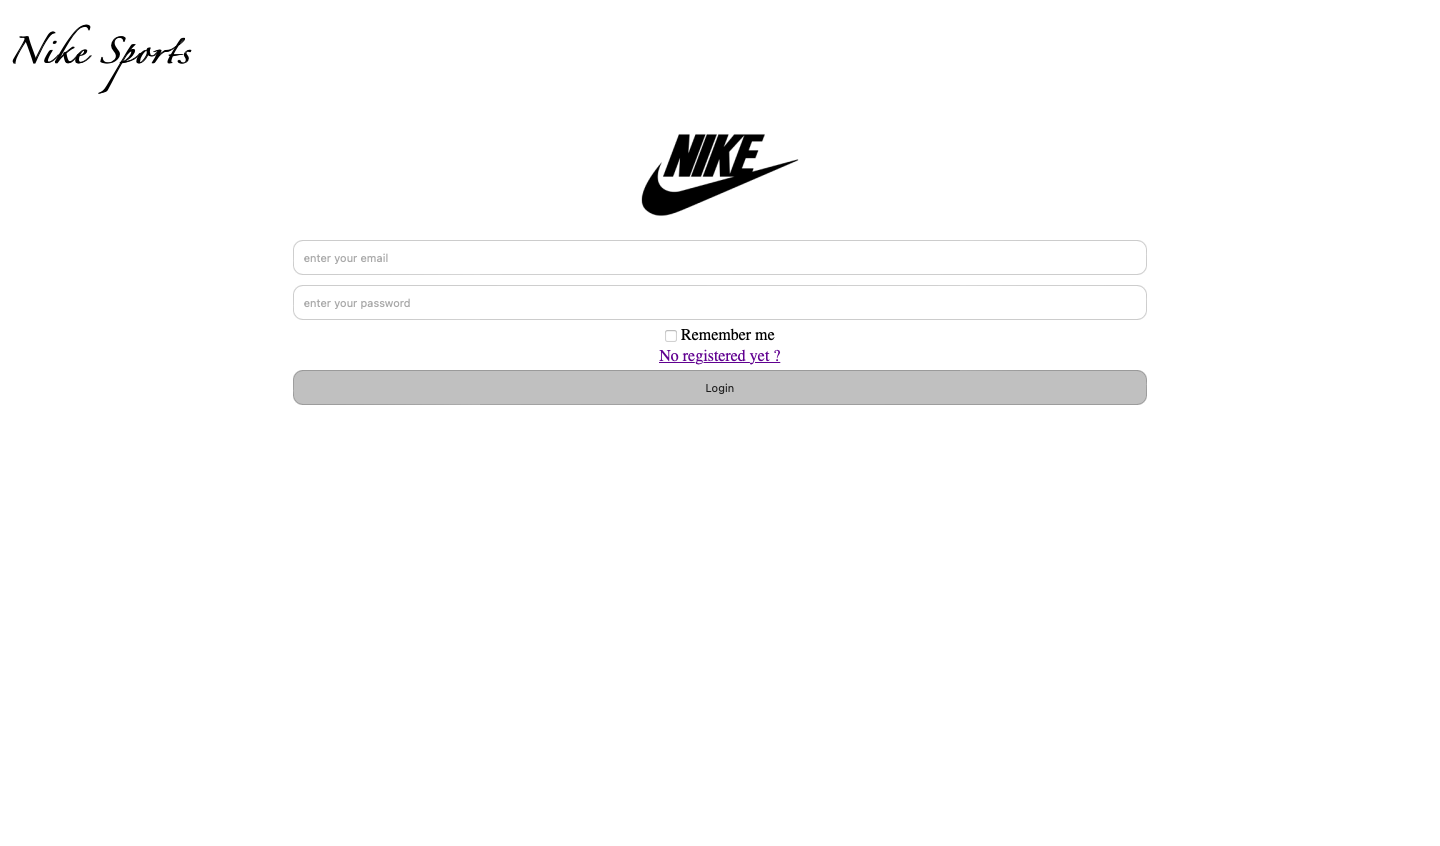 Nike Sports
NIKE
enter your email
enter your password
Remember me
No registered yet ?
Login